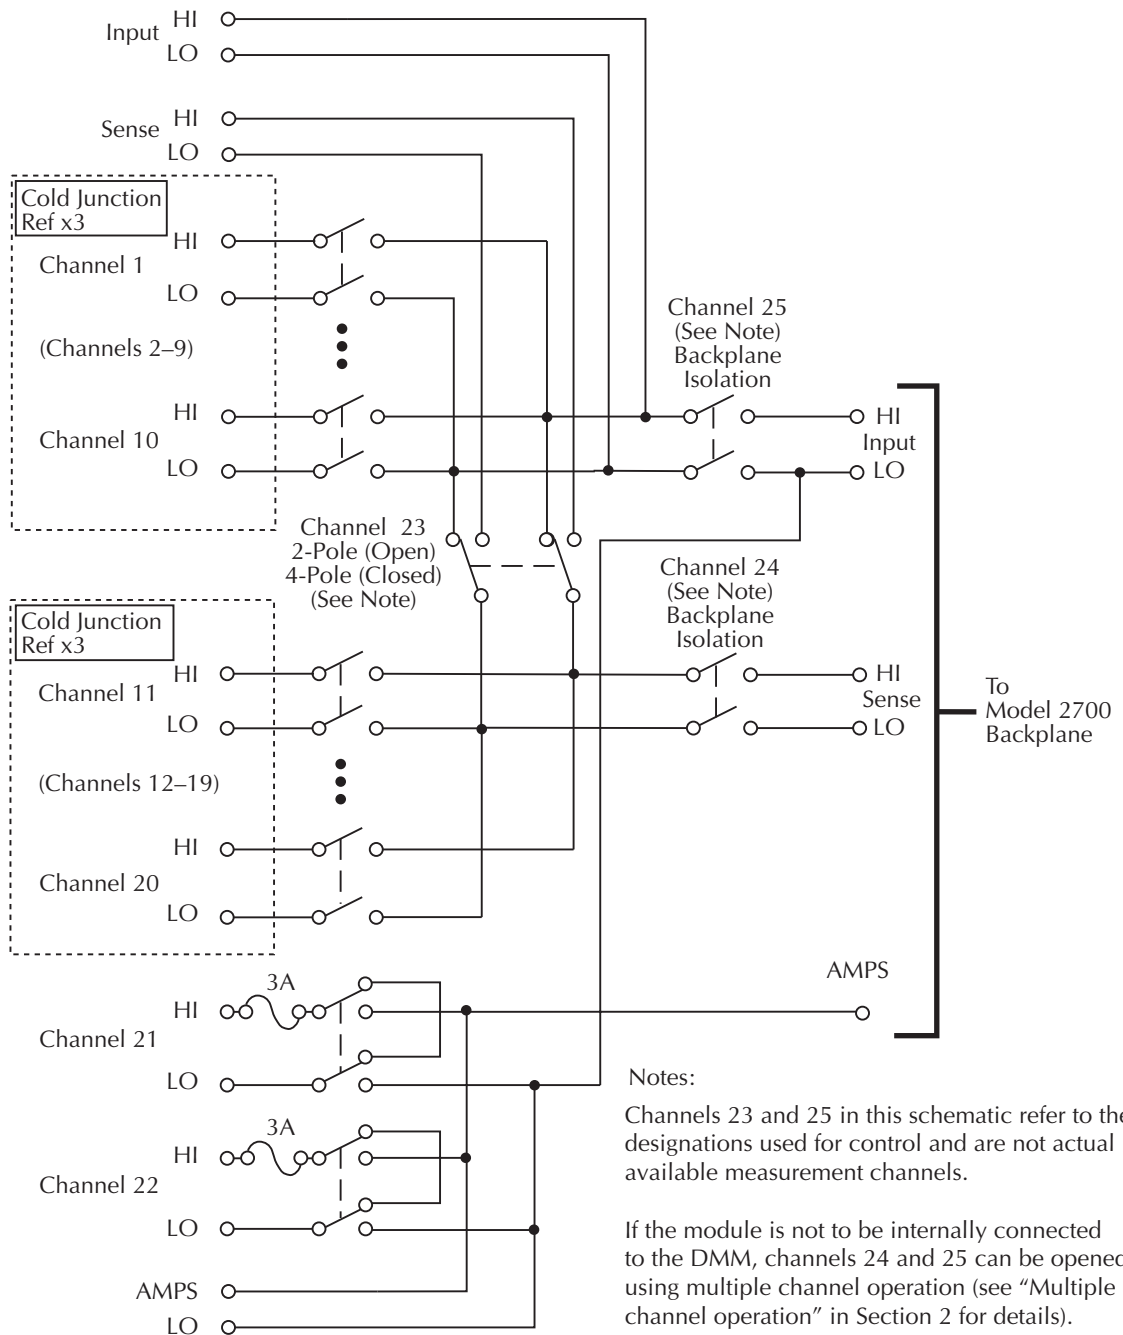 Input HI
LO
Sense HI
LO
Cold Junction
Ref x3
HI
Channel 1
LO
(Channels 2–9)
HI
Channel 10
LO
Channel 25
(See Note)
Backplane
Isolation
HI
Input
LO
Channel 23
2-Pole (Open)
4-Pole (Closed)
(See Note)
Channel 24
(See Note)
Backplane
Isolation
Cold Junction
Ref x3
HI
Channel 11
LO
(Channels 12–19)
HI
Channel 20
LO
HI
Sense
LO
To
Model 2700
Backplane
AMPS
3A
HI
Channel 21
LO
3A
HI
Channel 22
LO
AMPS
LO
Notes:
Channels 23 and 25 in this schematic refer to the
designations used for control and are not actual
available measurement channels.
If the module is not to be internally connected
to the DMM, channels 24 and 25 can be opened
using multiple channel operation (see “Multiple
channel operation” in Section 2 for details).